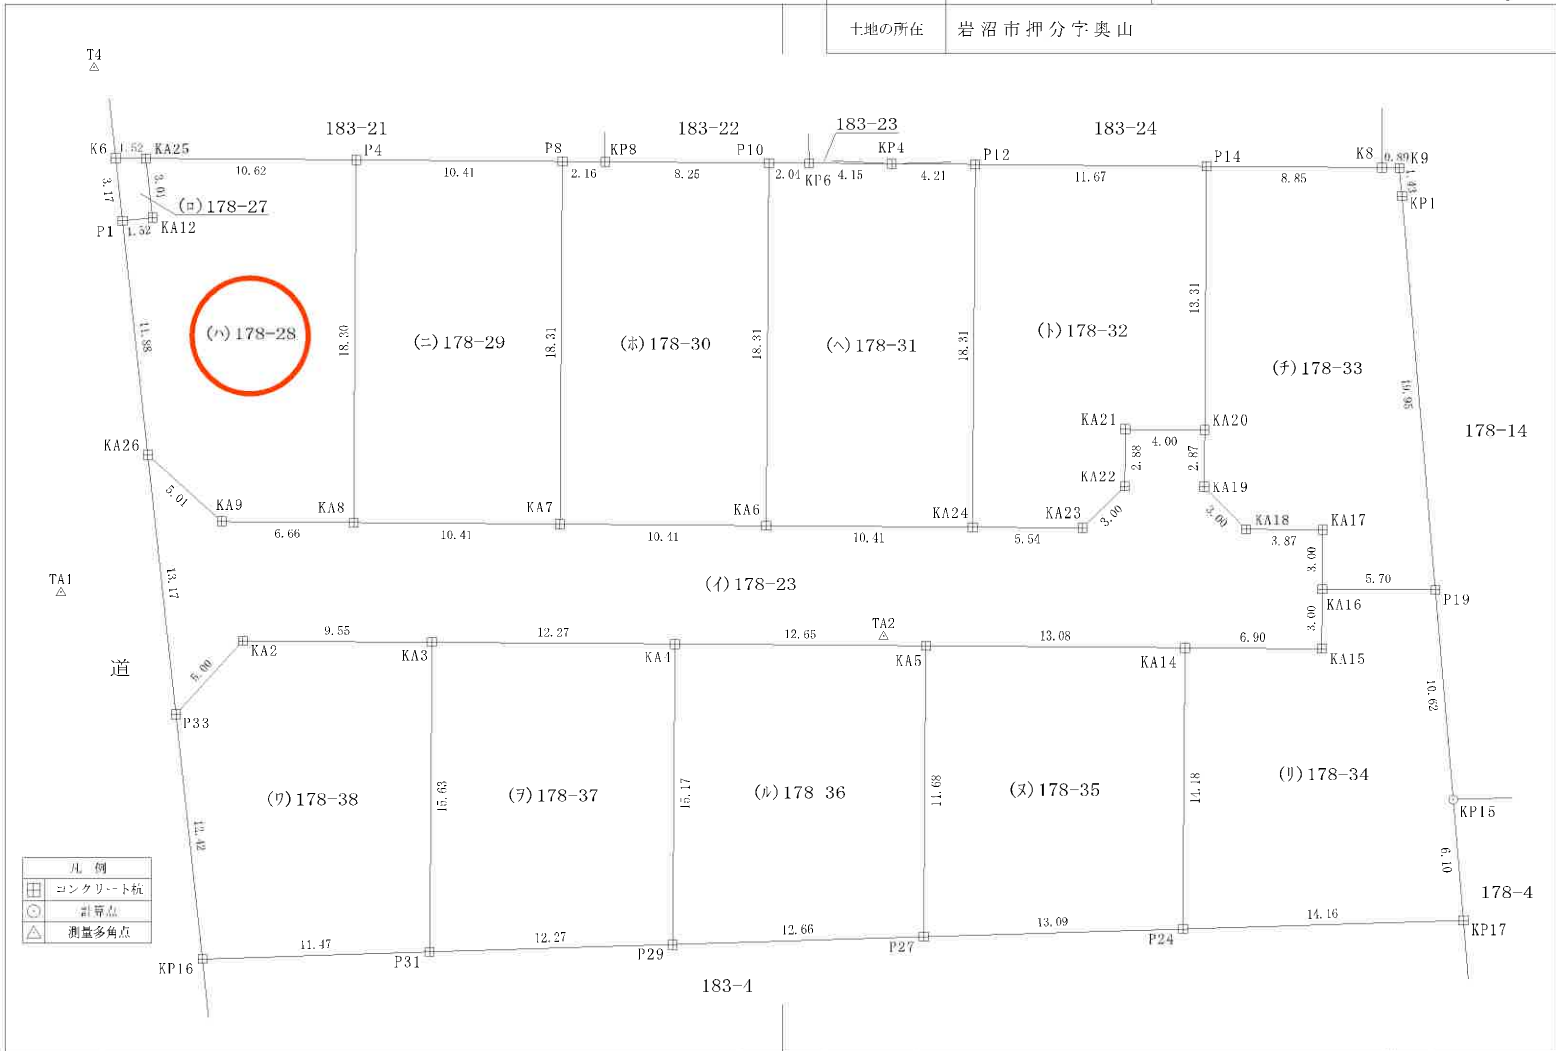 土地の所在 岩沼市押分字奥山
T4
183-21 183-22 183-23 183-24
K6 1.52 KA25 P4 P8 KP8 P10 KP6 KP4 P12 P14 K8 0.89 K9
10.62 10.41 2.16 8.25 2.04 4.15 4.21 11.67 8.85
3.17 3.01 1.43
(ロ)178-27 KP1
P1 1.52 KA12
11.88 18.30 18.31 18.31 18.31 13.31 19.95
(ハ)178-28 (ニ)178-29 (ホ)178-30 (ヘ)178-31 (ト)178-32
(チ)178-33
178-14
KA21 4.00 KA20
KA26 2.88 2.87
5.01 KA22 KA19
KA9 KA8 KA7 KA6 KA24 KA23 3.00 3.00 KA18 KA17
6.66 10.41 10.41 10.41 5.54 3.87
3.00
TA1 13.17 (イ)178-23 5.70
KA16 P19
3.00
TA2
9.55 12.27 12.65 13.08 6.90
KA2 KA3 KA4 KA5 KA14 KA15
道 5.00
P33 10.62
(ワ)178-38 (ヲ)178-37 (ル)178 36 (ヌ)178-35 (リ)178-34
15.63 15.17 14.18
KP15
12.42 6.10
凡 例
コンクリート杭
計算点
測量多角点
178-4
11.47 12.27 12.66 13.09 14.16
KP16 P31 P29 P27 P24 KP17
183-4